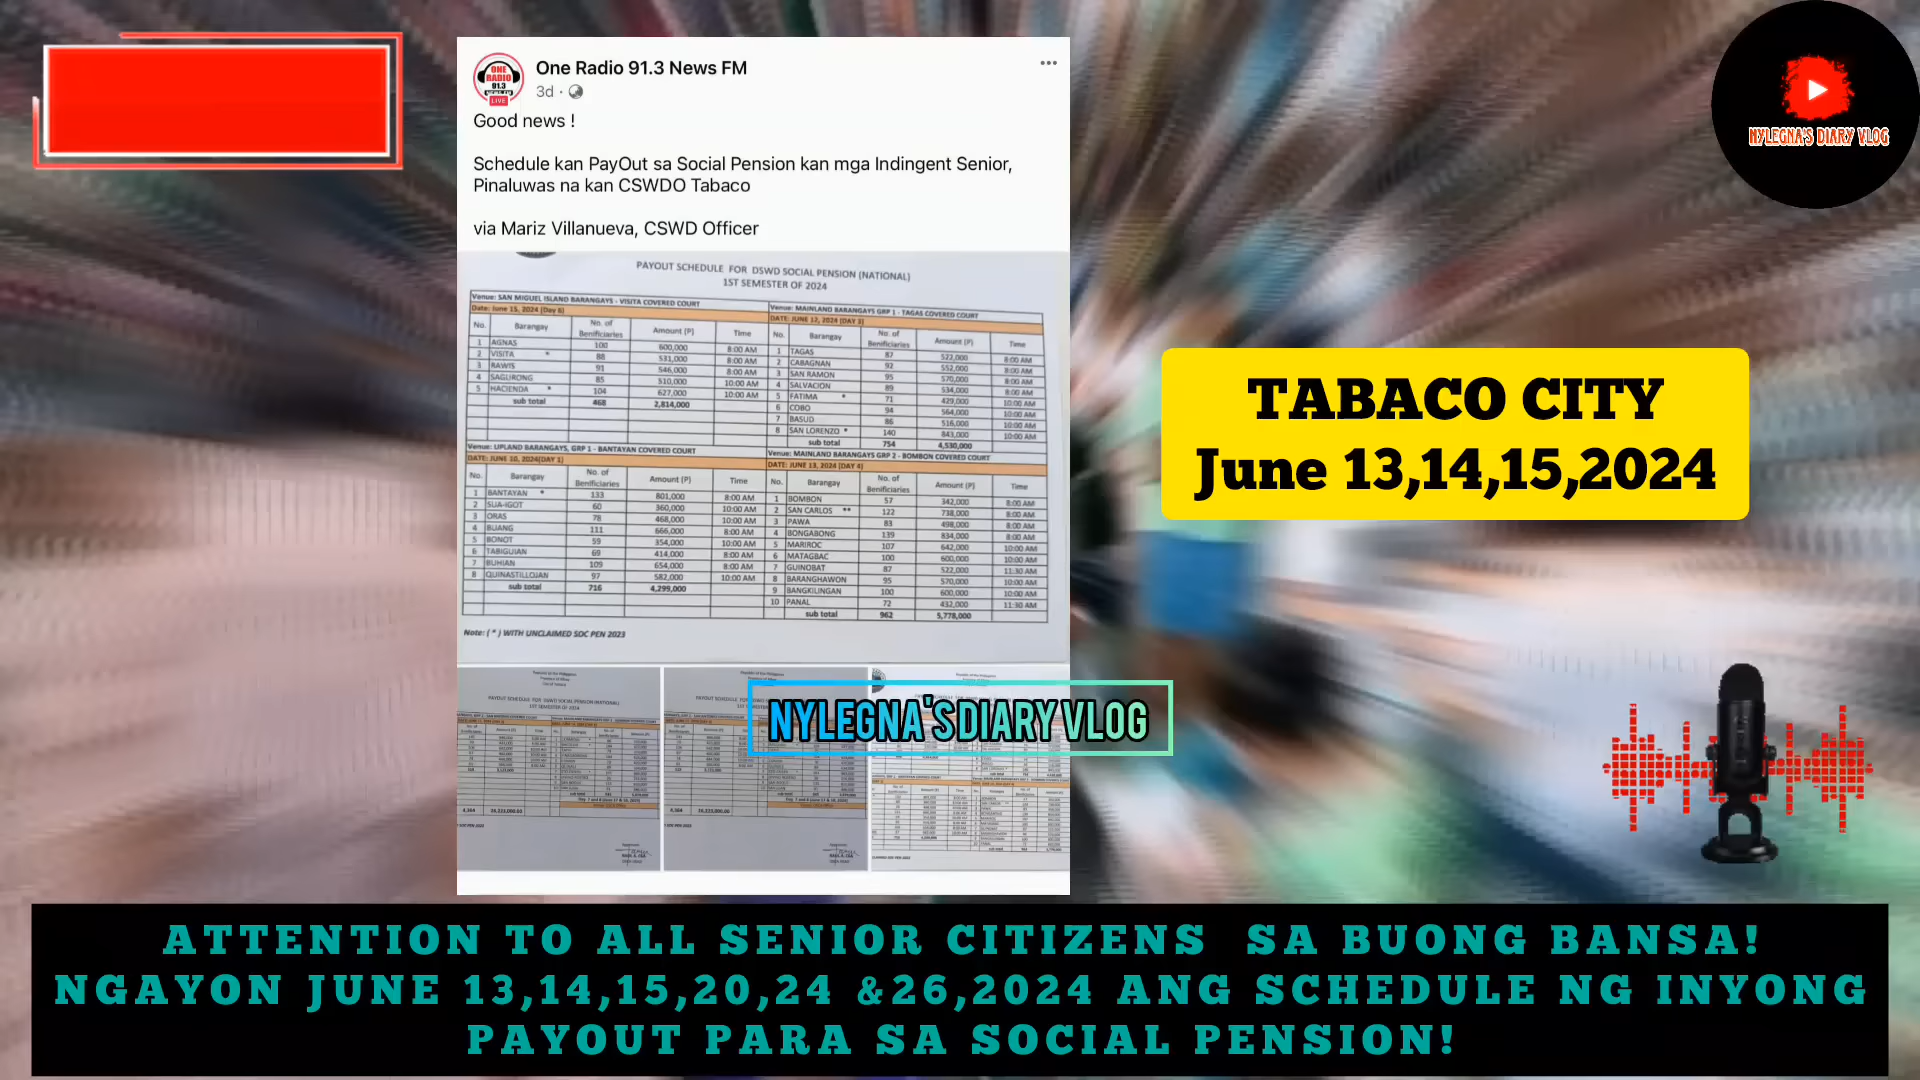 One Radio 91.3 News FM
3d ·
Good news !
Schedule kan PayOut sa Social Pension kan mga Indingent Senior,
Pinaluwas na kan CSWDO Tabaco
via Mariz Villanueva, CSWD Officer
PAYOUT SCHEDULE FOR DSWD SOCIAL PENSION (NATIONAL)
1ST SEMESTER OF 2024
Venue: SAN MIGUEL ISLAND BARANGAYS - VISITA COVERED COURT
Date: June 15, 2024 (Day 6)
No. Barangay No. of Benificiaries Amount (P) Time
1 AGNAS 100 600,000 8:00 AM
2 VISITA * 88 531,000 8:00 AM
3 RAWIS 91 546,000 8:00 AM
4 SAGURONG 85 510,000 10:00 AM
5 HACIENDA * 104 627,000 10:00 AM
sub total 468 2,814,000
Venue: MAINLAND BARANGAYS GRP 1 - TAGAS COVERED COURT
DATE: JUNE 12, 2024 (DAY 3)
No. Barangay No. of Benificiaries Amount (P) Time
1 TAGAS 87 522,000 8:00 AM
2 CABAGNAN 92 552,000 8:00 AM
3 SAN RAMON 95 570,000 8:00 AM
4 SALVACION 89 534,000 8:00 AM
5 FATIMA * 71 429,000 10:00 AM
6 COBO 94 564,000 10:00 AM
7 BASUD 86 516,000 10:00 AM
8 SAN LORENZO * 140 843,000 10:00 AM
sub total 754 4,530,000
Venue: UPLAND BARANGAYS, GRP 1 - BANTAYAN COVERED COURT
DATE: JUNE 10, 2024(DAY 1)
No. Barangay No. of Benificiaries Amount (P) Time
1 BANTAYAN * 133 801,000 8:00 AM
2 SUA-IGOT 60 360,000 10:00 AM
3 ORAS 78 468,000 10:00 AM
4 BUANG 111 666,000 8:00 AM
5 BONOT 59 354,000 10:00 AM
6 TABIGUIAN 69 414,000 8:00 AM
7 BUHIAN 109 654,000 8:00 AM
8 QUINASTILLOJAN 97 582,000 10:00 AM
sub total 716 4,299,000
Venue: MAINLAND BARANGAYS GRP 2 - BOMBON COVERED COURT
DATE: JUNE 13, 2024 (DAY 4)
No. Barangay No. of Benificiaries Amount (P) Time
1 BOMBON 57 342,000 8:00 AM
2 SAN CARLOS ** 122 738,000 8:00 AM
3 PAWA 83 498,000 8:00 AM
4 BONGABONG 139 834,000 8:00 AM
5 MARIROC 107 642,000 10:00 AM
6 MATAGBAC 100 600,000 10:00 AM
7 GUINOBAT 87 522,000 11:30 AM
8 BARANGHAWON 95 570,000 10:00 AM
9 BANGKILINGAN 100 600,000 10:00 AM
10 PANAL 72 432,000 11:30 AM
sub total 962 5,778,000
Note: ( * ) WITH UNCLAIMED SOC PEN 2023
NYLEGNA'S DIARY VLOG
NYLEGNA'S DIARY VLOG
TABACO CITY
June 13,14,15,2024
ATTENTION TO ALL SENIOR CITIZENS SA BUONG BANSA!
NGAYON JUNE 13,14,15,20,24 &26,2024 ANG SCHEDULE NG INYONG
PAYOUT PARA SA SOCIAL PENSION!